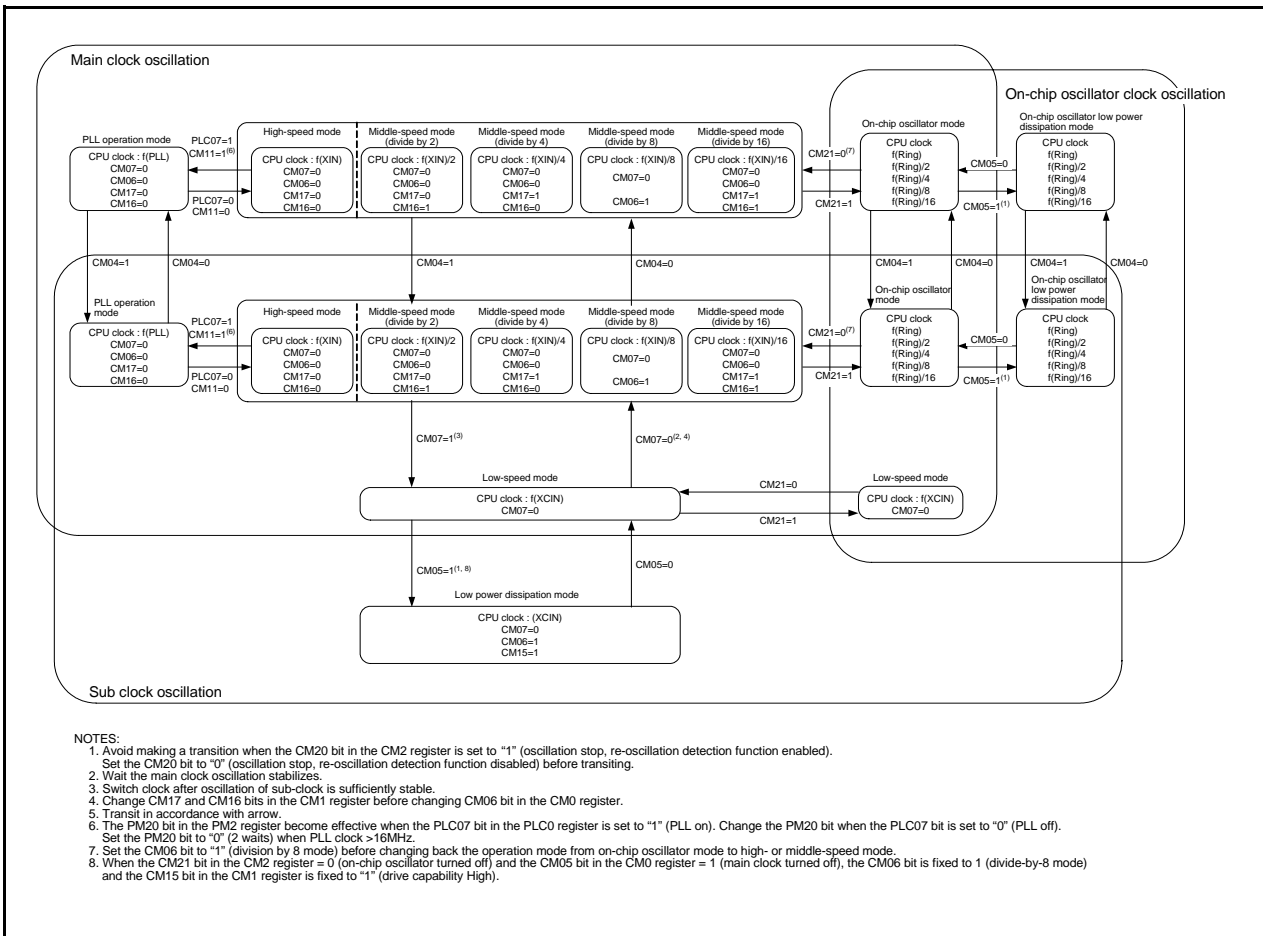 Main clock oscillation
On-chip oscillator clock oscillation
PLL operation mode
CPU clock : f(PLL)
CM07=0
CM06=0
CM17=0
CM16=0
PLC07=1
CM11=1(6)
PLC07=0
CM11=0
High-speed mode
CPU clock : f(XIN)
CM07=0
CM06=0
CM17=0
CM16=0
Middle-speed mode
(divide by 2)
CPU clock : f(XIN)/2
CM07=0
CM06=0
CM17=0
CM16=1
Middle-speed mode
(divide by 4)
CPU clock : f(XIN)/4
CM07=0
CM06=0
CM17=1
CM16=0
Middle-speed mode
(divide by 8)
CPU clock : f(XIN)/8
CM07=0
CM06=1
Middle-speed mode
(divide by 16)
CPU clock : f(XIN)/16
CM07=0
CM06=0
CM17=1
CM16=1
CM21=0(7)
CM21=1
On-chip oscillator mode
CPU clock
f(Ring)
f(Ring)/2
f(Ring)/4
f(Ring)/8
f(Ring)/16
CM05=0
CM05=1(1)
On-chip oscillator low power
dissipation mode
CPU clock
f(Ring)
f(Ring)/2
f(Ring)/4
f(Ring)/8
f(Ring)/16
CM04=1
CM04=0
CM04=1
CM04=0
CM04=1
CM04=0
CM04=1
CM04=0
PLL operation
mode
CPU clock : f(PLL)
CM07=0
CM06=0
CM17=0
CM16=0
PLC07=1
CM11=1(6)
PLC07=0
CM11=0
High-speed mode
CPU clock : f(XIN)
CM07=0
CM06=0
CM17=0
CM16=0
Middle-speed mode
(divide by 2)
CPU clock : f(XIN)/2
CM07=0
CM06=0
CM17=0
CM16=1
Middle-speed mode
(divide by 4)
CPU clock : f(XIN)/4
CM07=0
CM06=0
CM17=1
CM16=0
Middle-speed mode
(divide by 8)
CPU clock : f(XIN)/8
CM07=0
CM06=1
Middle-speed mode
(divide by 16)
CPU clock : f(XIN)/16
CM07=0
CM06=0
CM17=1
CM16=1
CM21=0(7)
CM21=1
On-chip oscillator
mode
CPU clock
f(Ring)
f(Ring)/2
f(Ring)/4
f(Ring)/8
f(Ring)/16
CM05=0
CM05=1(1)
On-chip oscillator
low power
dissipation mode
CPU clock
f(Ring)
f(Ring)/2
f(Ring)/4
f(Ring)/8
f(Ring)/16
CM07=1(3)
CM07=0(2, 4)
Low-speed mode
CPU clock : f(XCIN)
CM07=0
CM21=0
CM21=1
Low-speed mode
CPU clock : f(XCIN)
CM07=0
CM05=1(1, 8)
CM05=0
Low power dissipation mode
CPU clock : (XCIN)
CM07=0
CM06=1
CM15=1
Sub clock oscillation
NOTES:
1. Avoid making a transition when the CM20 bit in the CM2 register is set to “1” (oscillation stop, re-oscillation detection function enabled).
Set the CM20 bit to “0” (oscillation stop, re-oscillation detection function disabled) before transiting.
2. Wait the main clock oscillation stabilizes.
3. Switch clock after oscillation of sub-clock is sufficiently stable.
4. Change CM17 and CM16 bits in the CM1 register before changing CM06 bit in the CM0 register.
5. Transit in accordance with arrow.
6. The PM20 bit in the PM2 register become effective when the PLC07 bit in the PLC0 register is set to “1” (PLL on). Change the PM20 bit when the PLC07 bit is set to “0” (PLL off).
Set the PM20 bit to “0” (2 waits) when PLL clock >16MHz.
7. Set the CM06 bit to “1” (division by 8 mode) before changing back the operation mode from on-chip oscillator mode to high- or middle-speed mode.
8. When the CM21 bit in the CM2 register = 0 (on-chip oscillator turned off) and the CM05 bit in the CM0 register = 1 (main clock turned off), the CM06 bit is fixed to 1 (divide-by-8 mode)
and the CM15 bit in the CM1 register is fixed to “1” (drive capability High).